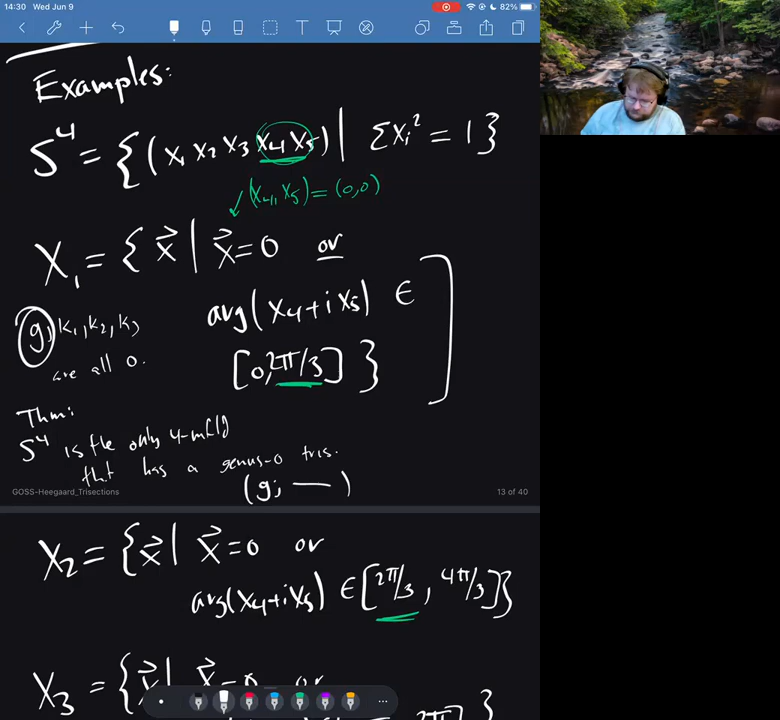 14:30 Wed Jun 9
82%
Examples:
S⁴ = {(x₁ x₂ x₃ x₄ x₅) | Σxᵢ² = 1}
↙ (x₄, x₅) = (0,0)
X₁ = {x⃗ | x⃗ = 0 or
arg(x₄+ix₅) ∈
[0, 2π/3] }
g; k₁, k₂, k₃
are all 0.
Thm:
S⁴ is the only 4-mfld
that has a genus-0 tris.
(g; —)
GOSS-Heegaard_Trisections
13 of 40
X₂ = {x⃗ | x⃗ = 0 or
arg(x₄+ix₅) ∈ [2π/3, 4π/3]}
X₃ = {x⃗ | x⃗ = 0 or
2π]}